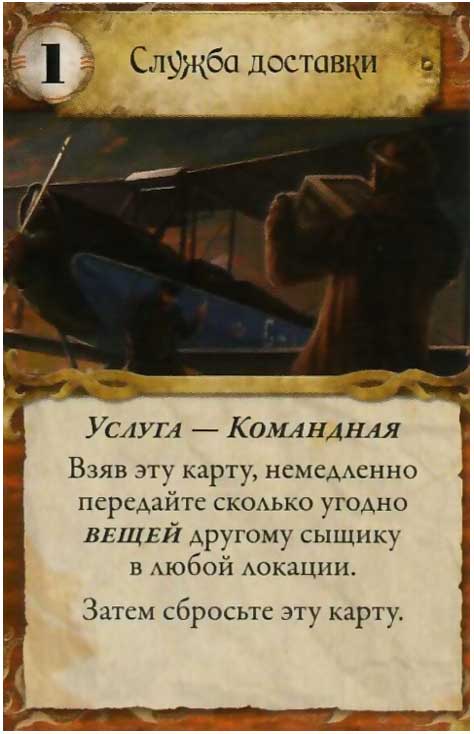 1
Служба доставки
Услуга — Командная
Взяв эту карту, немедленно
передайте сколько угодно
ВЕЩЕЙ другому сыщику
в любой локации.
Затем сбросьте эту карту.